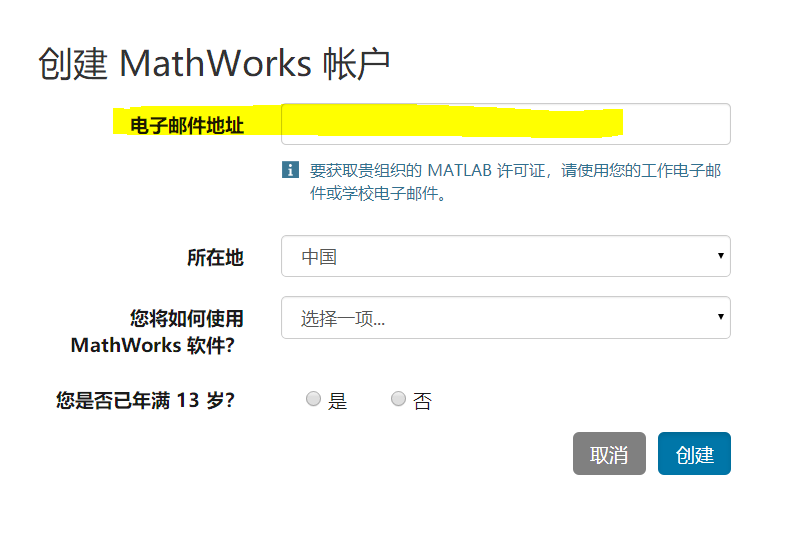 创建 MathWorks 帐户
电子邮件地址
要获取贵组织的 MATLAB 许可证，请使用您的工作电子邮
件或学校电子邮件。
所在地
中国
您将如何使用
MathWorks 软件？
选择一项...
您是否已年满 13 岁？
是
否
取消
创建